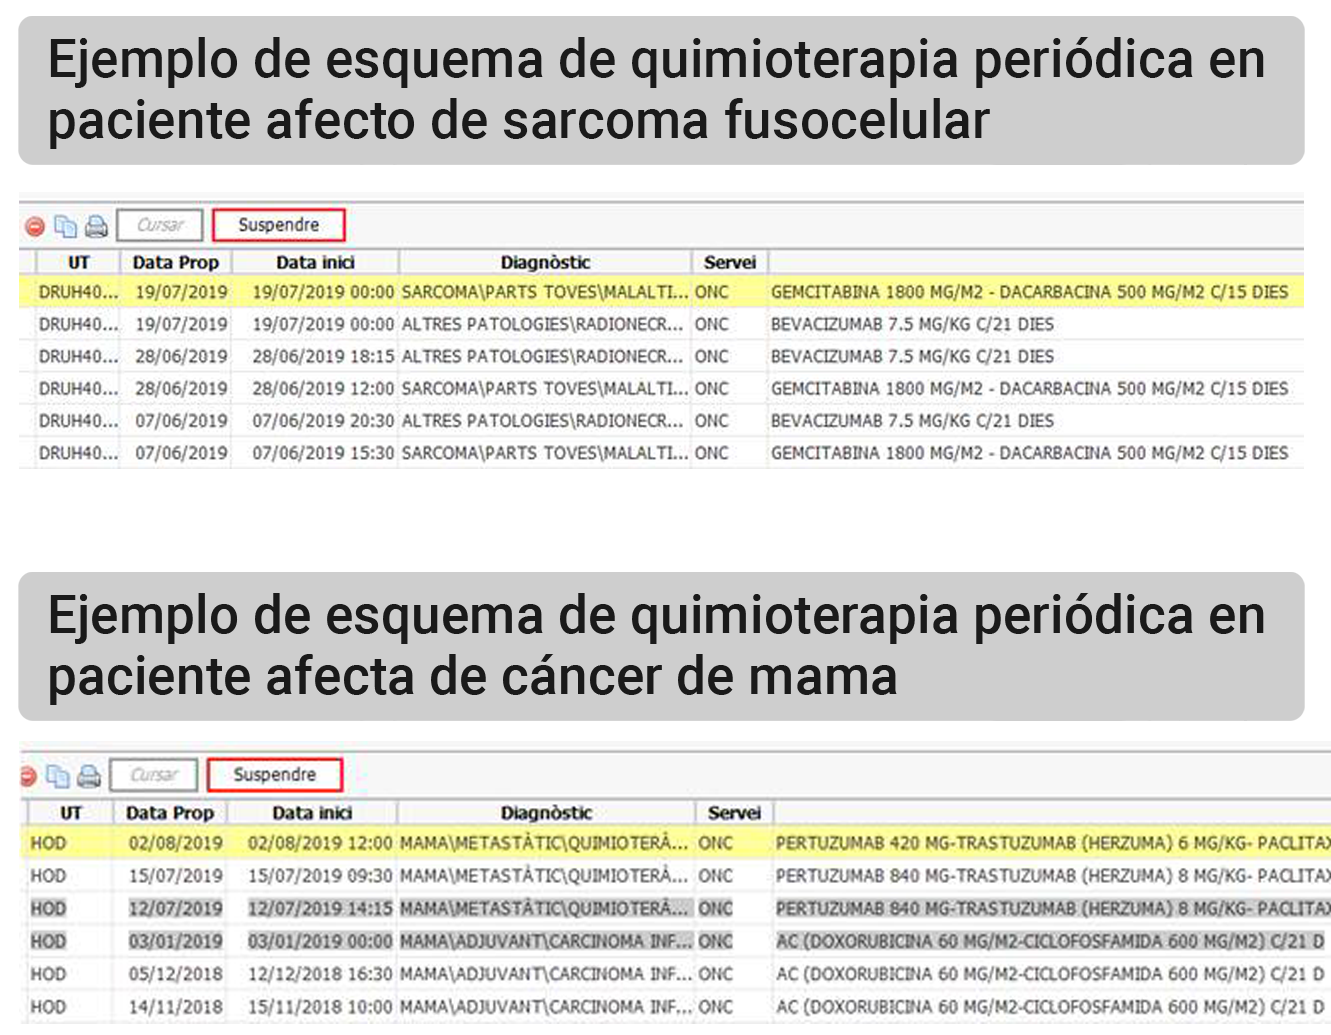 Ejemplo de esquema de quimioterapia periódica en
paciente afecto de sarcoma fusocelular
Cursar Suspendre
UT Data Prop Data inici Diagnòstic Servei
DRUH40... 19/07/2019 19/07/2019 00:00 SARCOMA\PARTS TOVES\MALALTI... ONC GEMCITABINA 1800 MG/M2 - DACARBACINA 500 MG/M2 C/15 DIES
DRUH40... 19/07/2019 19/07/2019 00:00 ALTRES PATOLOGIES\RADIONECR... ONC BEVACIZUMAB 7.5 MG/KG C/21 DIES
DRUH40... 28/06/2019 28/06/2019 18:15 ALTRES PATOLOGIES\RADIONECR... ONC BEVACIZUMAB 7.5 MG/KG C/21 DIES
DRUH40... 28/06/2019 28/06/2019 12:00 SARCOMA\PARTS TOVES\MALALTI... ONC GEMCITABINA 1800 MG/M2 - DACARBACINA 500 MG/M2 C/15 DIES
DRUH40... 07/06/2019 07/06/2019 20:30 ALTRES PATOLOGIES\RADIONECR... ONC BEVACIZUMAB 7.5 MG/KG C/21 DIES
DRUH40... 07/06/2019 07/06/2019 15:30 SARCOMA\PARTS TOVES\MALALTI... ONC GEMCITABINA 1800 MG/M2 - DACARBACINA 500 MG/M2 C/15 DIES
Ejemplo de esquema de quimioterapia periódica en
paciente afecta de cáncer de mama
Cursar Suspendre
UT Data Prop Data inici Diagnòstic Servei
HOD 02/08/2019 02/08/2019 12:00 MAMA\METASTÀTIC\QUIMIOTERÀ... ONC PERTUZUMAB 420 MG-TRASTUZUMAB (HERZUMA) 6 MG/KG- PACLITAX
HOD 15/07/2019 15/07/2019 09:30 MAMA\METASTÀTIC\QUIMIOTERÀ... ONC PERTUZUMAB 840 MG-TRASTUZUMAB (HERZUMA) 8 MG/KG- PACLITAX
HOD 12/07/2019 12/07/2019 14:15 MAMA\METASTÀTIC\QUIMIOTERÀ... ONC PERTUZUMAB 840 MG-TRASTUZUMAB (HERZUMA) 8 MG/KG- PACLITAX
HOD 03/01/2019 03/01/2019 00:00 MAMA\ADJUVANT\CARCINOMA INF... ONC AC (DOXORUBICINA 60 MG/M2-CICLOFOSFAMIDA 600 MG/M2) C/21 D
HOD 05/12/2018 12/12/2018 16:30 MAMA\ADJUVANT\CARCINOMA INF... ONC AC (DOXORUBICINA 60 MG/M2-CICLOFOSFAMIDA 600 MG/M2) C/21 D
HOD 14/11/2018 15/11/2018 10:00 MAMA\ADJUVANT\CARCINOMA INF... ONC AC (DOXORUBICINA 60 MG/M2-CICLOFOSFAMIDA 600 MG/M2) C/21 D